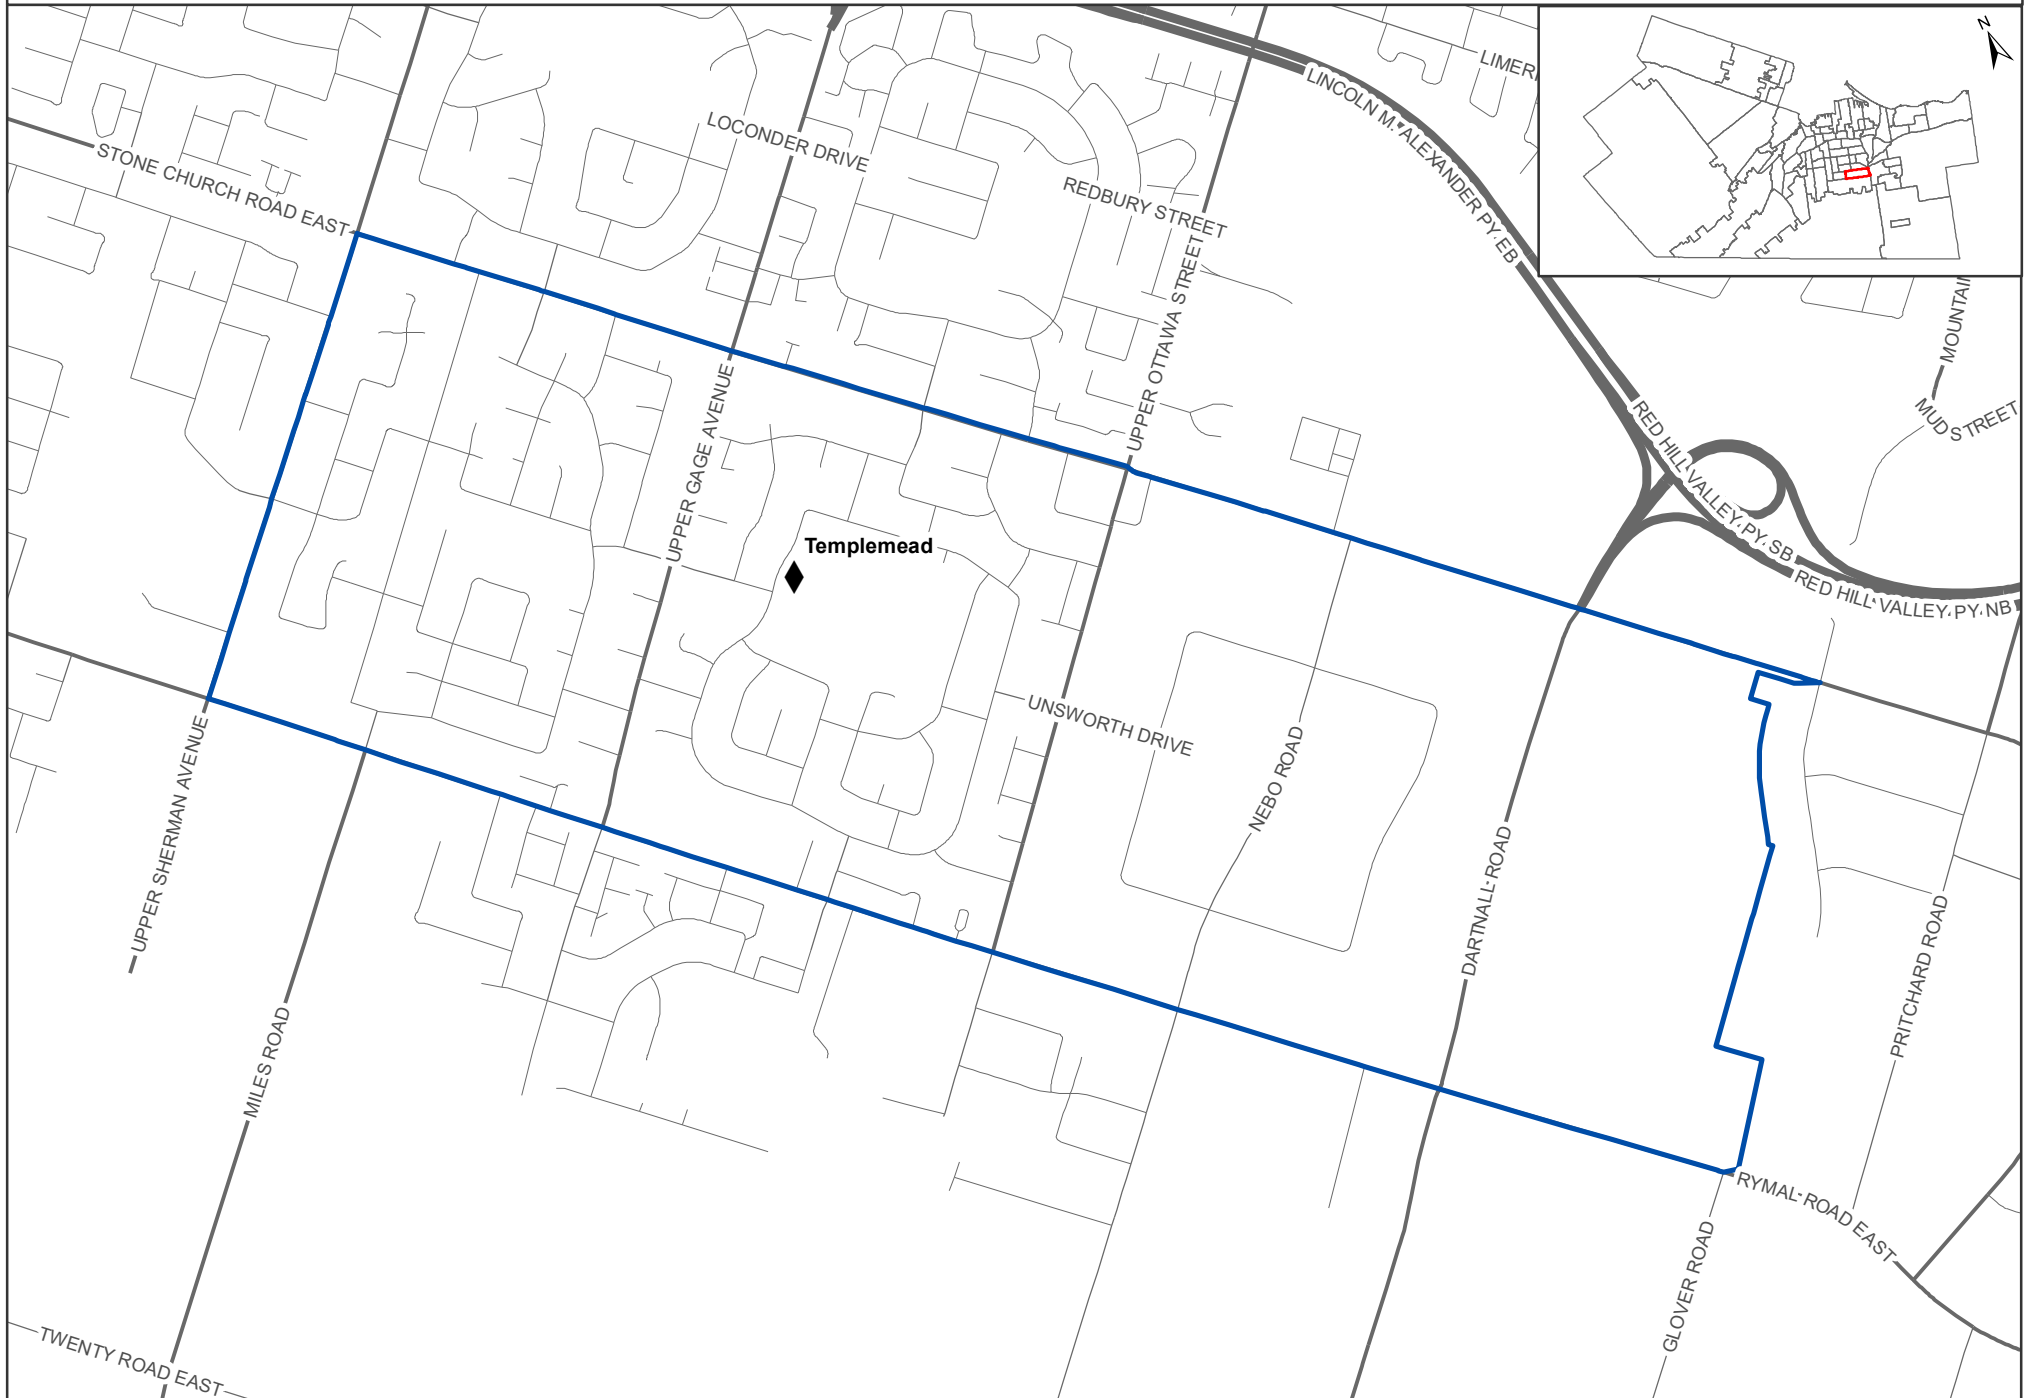 N
LIMER
LINCOLN M. ALEXANDER PY EB
LOCONDER DRIVE
STONE CHURCH ROAD EAST
REDBURY STREET
UPPER OTTAWA STREET
MOUNTAI
MUD STREET
UPPER GAGE AVENUE
RED HILL VALLEY PY SB
RED HILL VALLEY PY NB
Templemead
UNSWORTH DRIVE
NEBO ROAD
UPPER SHERMAN AVENUE
DARTNALL ROAD
PRITCHARD ROAD
MILES ROAD
RYMAL ROAD EAST
GLOVER ROAD
TWENTY ROAD EAST